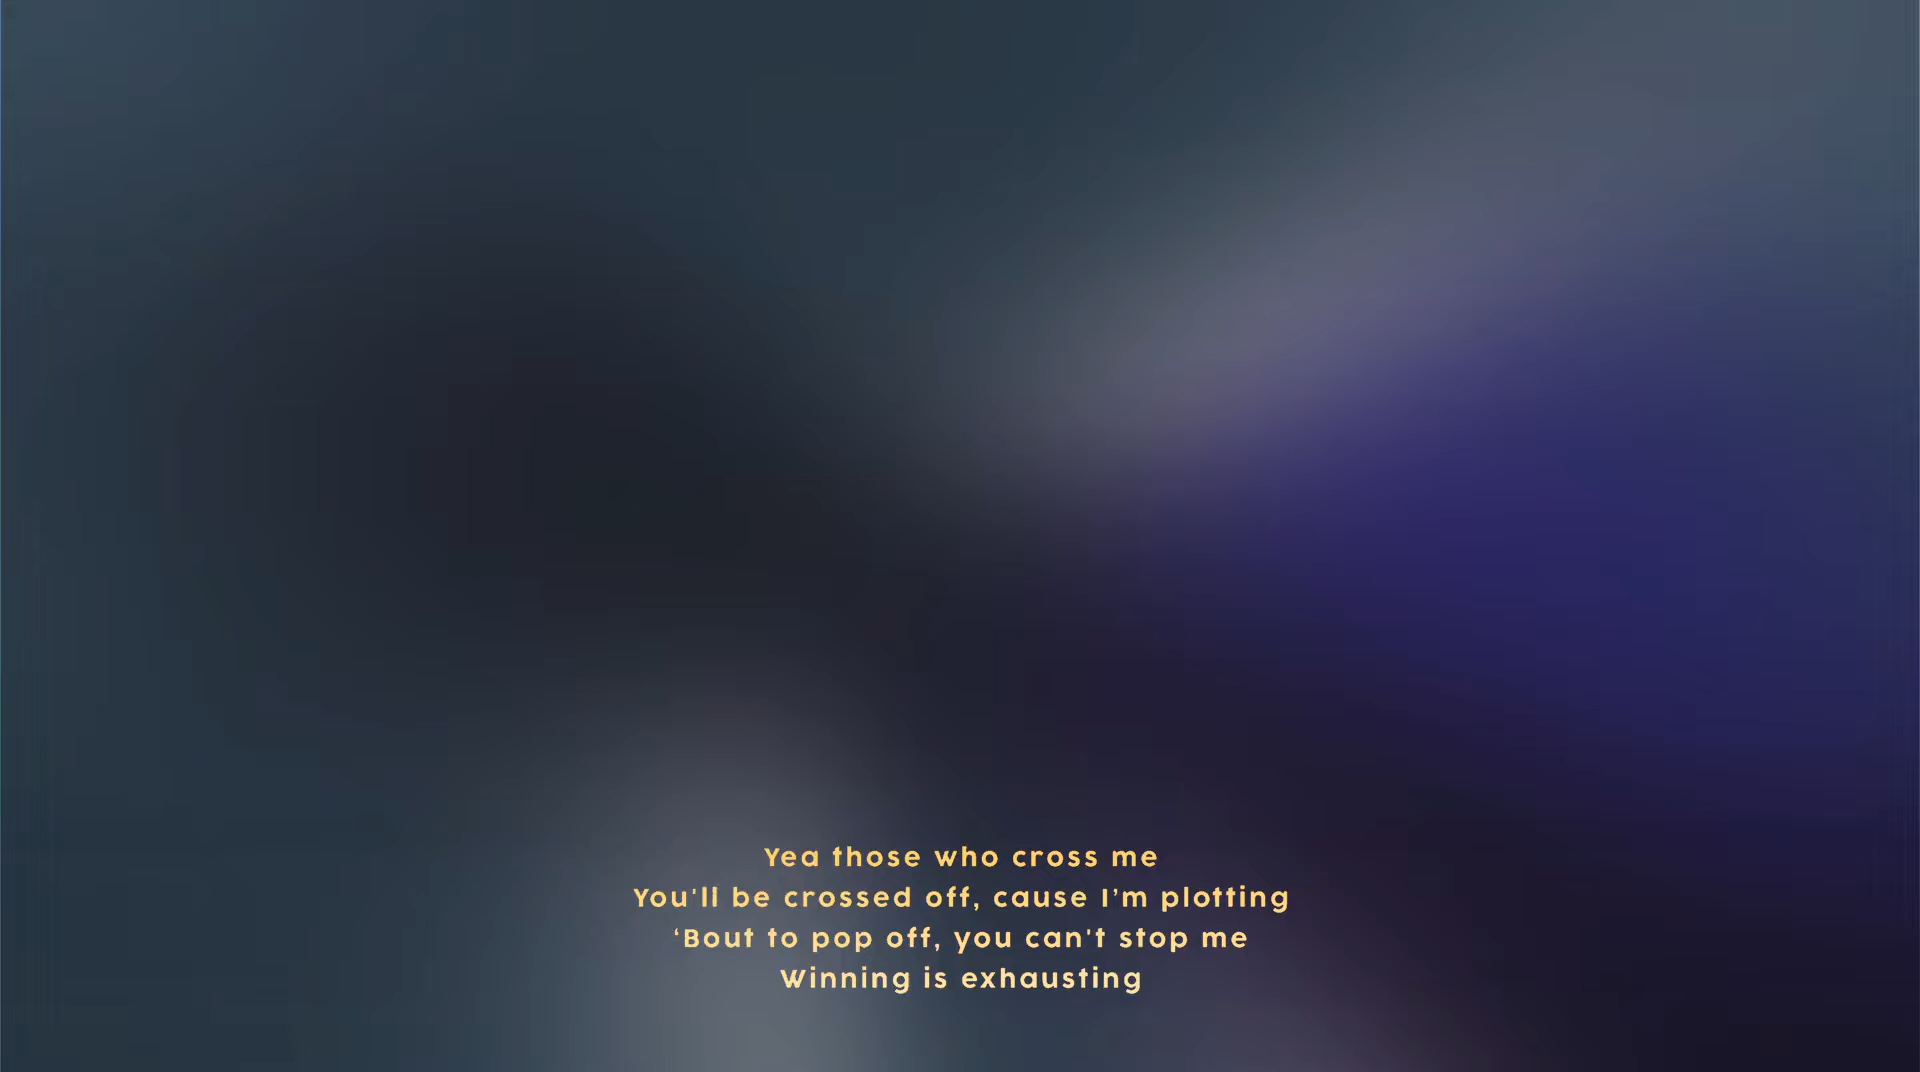 Yea those who cross me
You'll be crossed off, cause I’m plotting
‘Bout to pop off, you can't stop me
Winning is exhausting